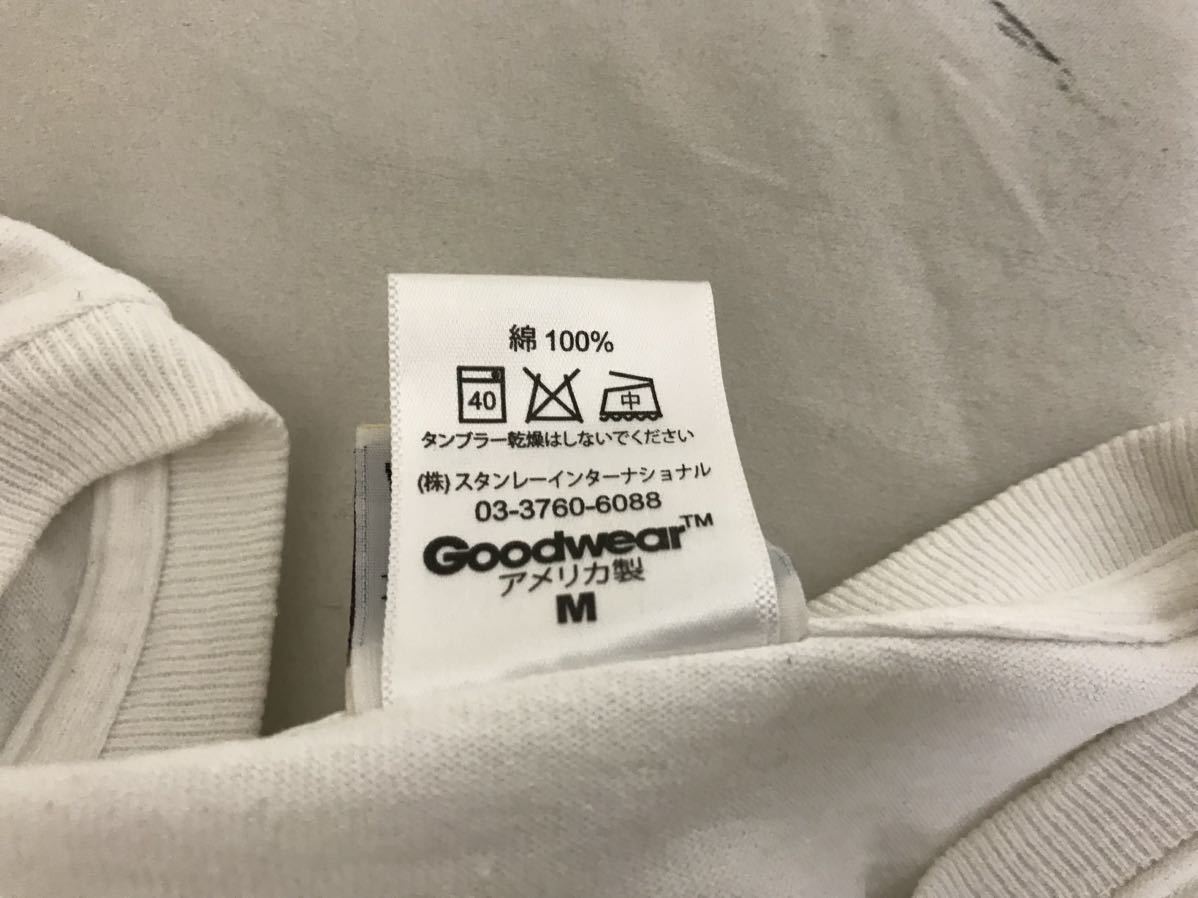 綿 100%
40 中
タンブラー乾燥はしないでください
(株)スタンレーインターナショナル
03-3760-6088
Goodwear™
アメリカ製
M